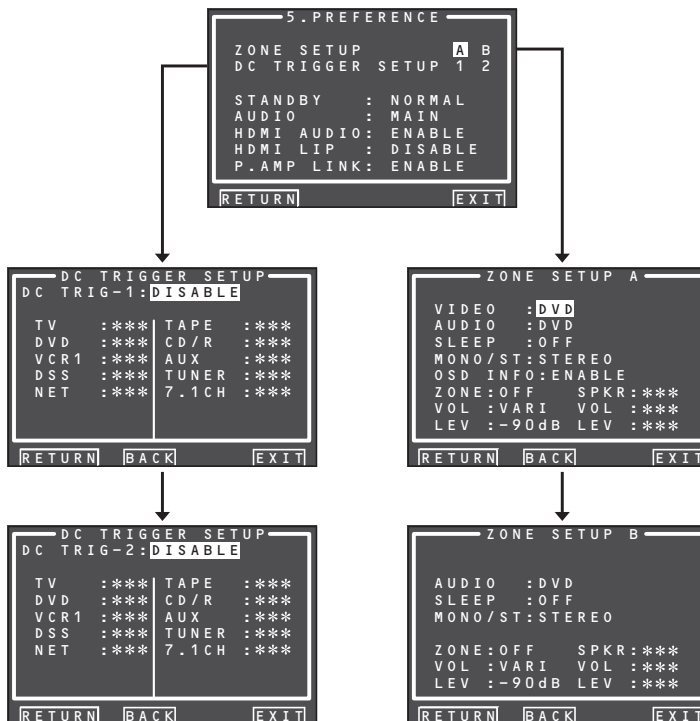 5.PREFERENCE
ZONE SETUP A B
DC TRIGGER SETUP 1 2
STANDBY : NORMAL
AUDIO : MAIN
HDMI AUDIO: ENABLE
HDMI LIP : DISABLE
P.AMP LINK: ENABLE
RETURN EXIT
DC TRIGGER SETUP
DC TRIG-1:DISABLE
TV :*** TAPE :***
DVD :*** CD/R :***
VCR1 :*** AUX :***
DSS :*** TUNER :***
NET :*** 7.1CH :***
RETURN BACK EXIT
ZONE SETUP A
VIDEO :DVD
AUDIO :DVD
SLEEP :OFF
MONO/ST:STEREO
OSD INFO:ENABLE
ZONE:OFF SPKR:***
VOL :VARI VOL :***
LEV :-90dB LEV :***
RETURN BACK EXIT
DC TRIGGER SETUP
DC TRIG-2:DISABLE
TV :*** TAPE :***
DVD :*** CD/R :***
VCR1 :*** AUX :***
DSS :*** TUNER :***
NET :*** 7.1CH :***
RETURN BACK EXIT
ZONE SETUP B
AUDIO :DVD
SLEEP :OFF
MONO/ST:STEREO
ZONE:OFF SPKR:***
VOL :VARI VOL :***
LEV :-90dB LEV :***
RETURN BACK EXIT